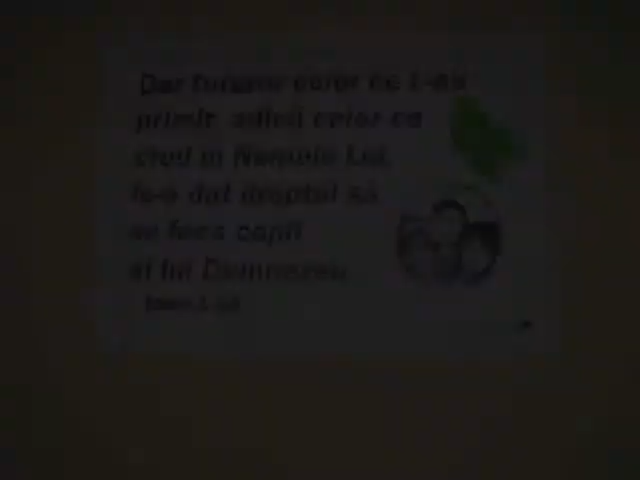 Dar tuturor celor ce L-au
primit, adică celor ce
cred în Numele Lui,
le-a dat dreptul să
se facă copii
ai lui Dumnezeu
Ioan